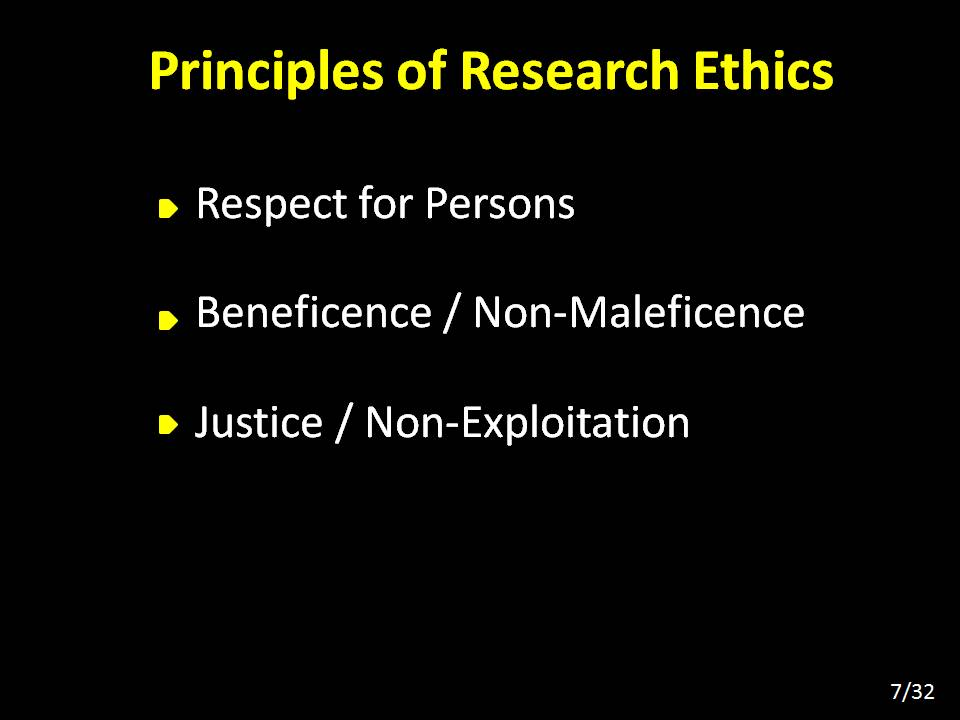 Principles of Research Ethics
Respect for Persons
Beneficence / Non-Maleficence
Justice / Non-Exploitation
7/32